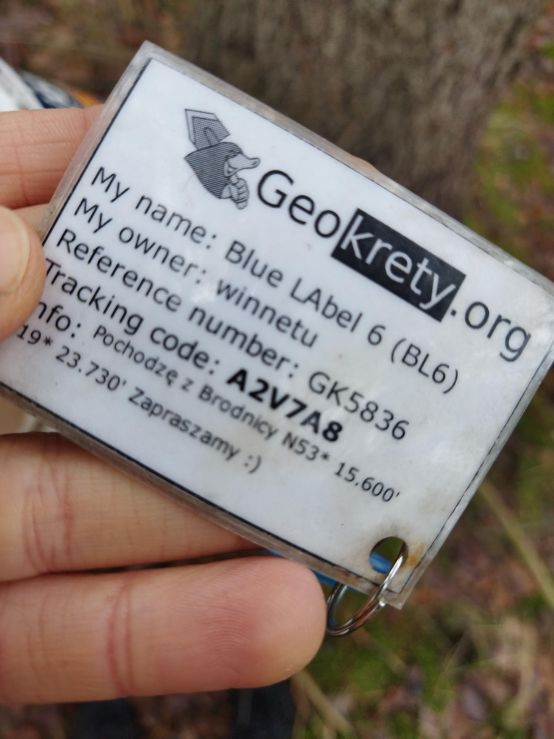 Geokrety.org
My name: Blue LAbel 6 (BL6)
My owner: winnetu
Reference number: GK5836
Tracking code: A2V7A8
Info: Pochodzę z Brodnicy N53* 15.600'
19* 23.730' Zapraszamy :)